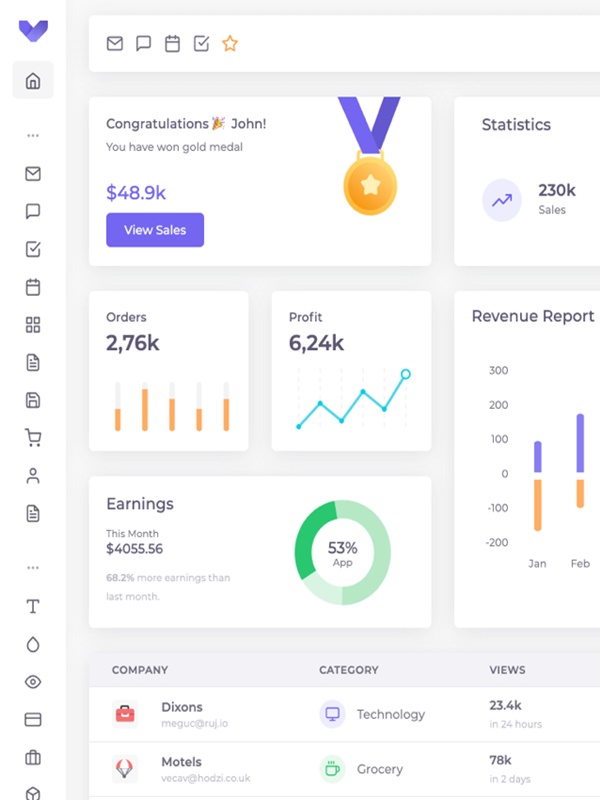 Congratulations 🎉 John!
You have won gold medal
$48.9k
View Sales
Statistics
230k
Sales
Orders
2,76k
Profit
6,24k
Revenue Report
300
200
100
0
-100
-200
Jan Feb
Earnings
This Month
$4055.56
68.2% more earnings than
last month.
53%
App
COMPANY CATEGORY VIEWS
Dixons
meguc@ruj.io
Technology
23.4k
in 24 hours
Motels
vecav@hodzi.co.uk
Grocery
78k
in 2 days